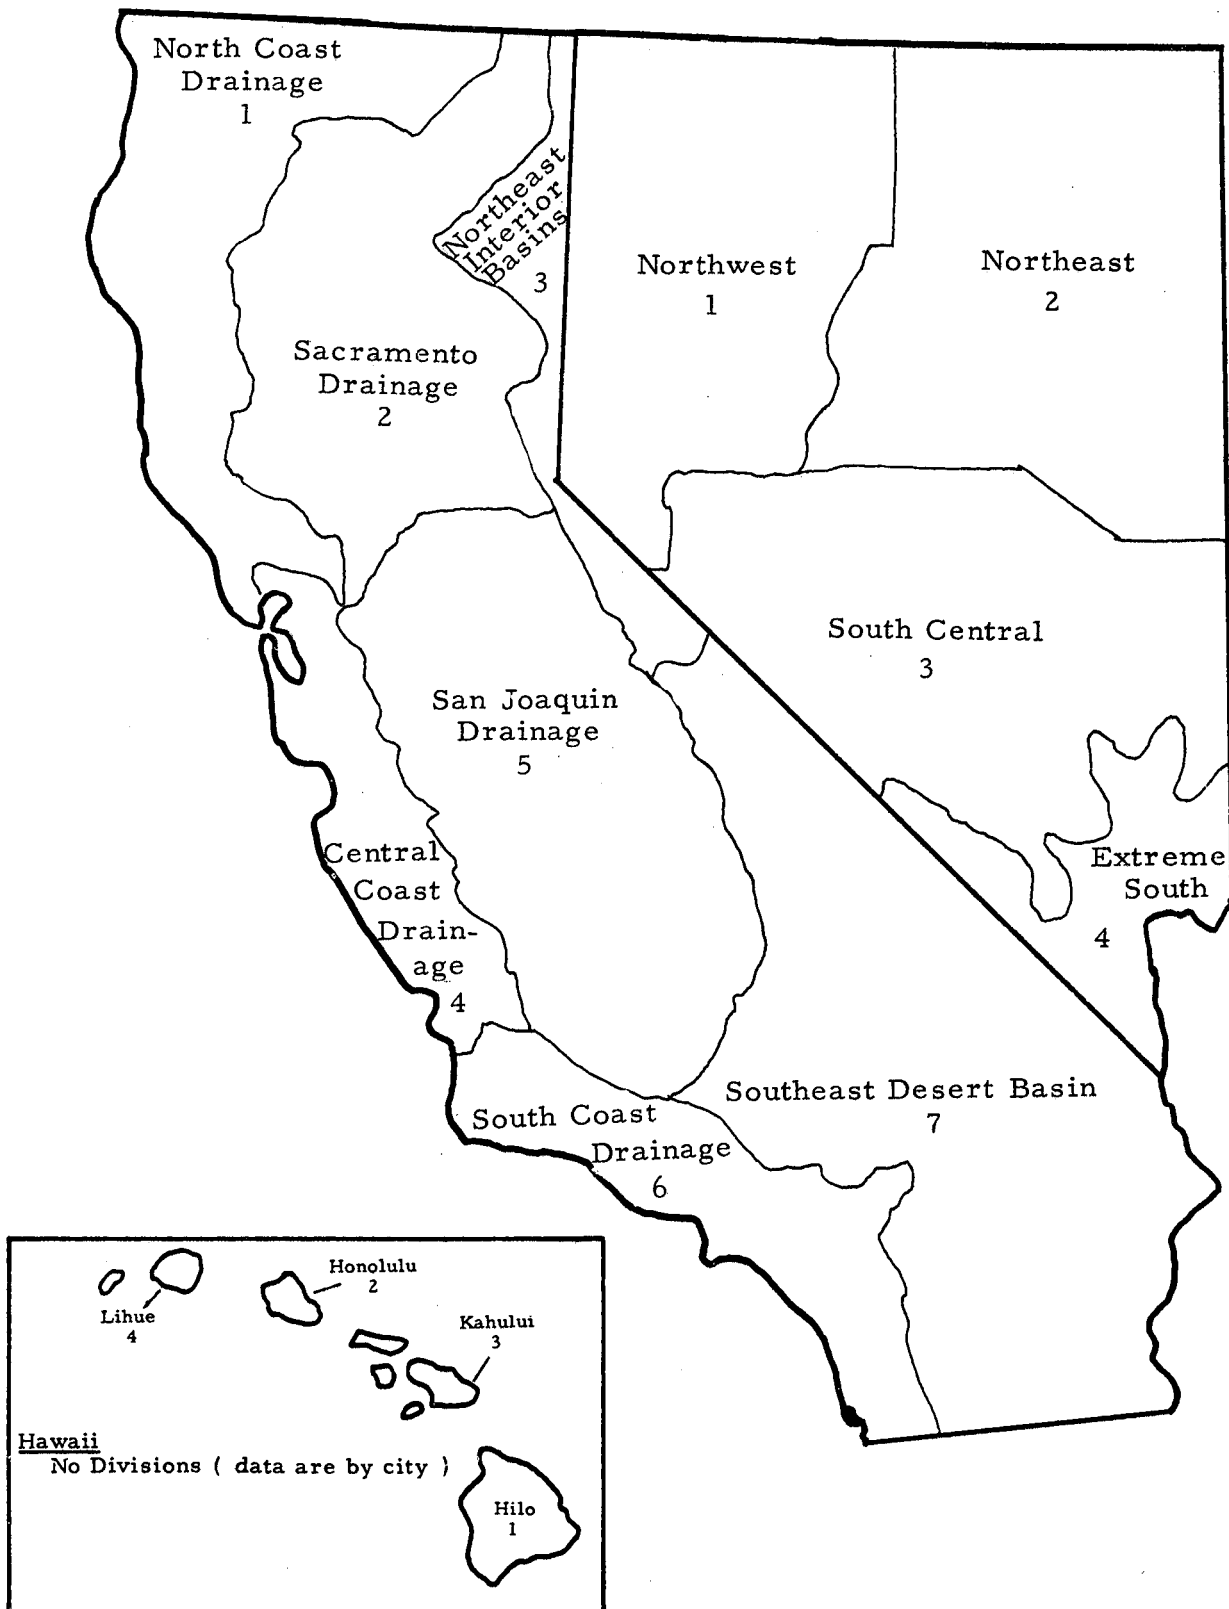 North Coast
Drainage
1
Northeast
Interior
Basins
3
Northwest
1
Northeast
2
Sacramento
Drainage
2
South Central
3
San Joaquin
Drainage
5
Central
Coast
Drain-
age
4
Extreme
South
4
Southeast Desert Basin
7
South Coast
Drainage
6
Honolulu
2
Lihue
4
Kahului
3
Hawaii
No Divisions ( data are by city )
Hilo
1